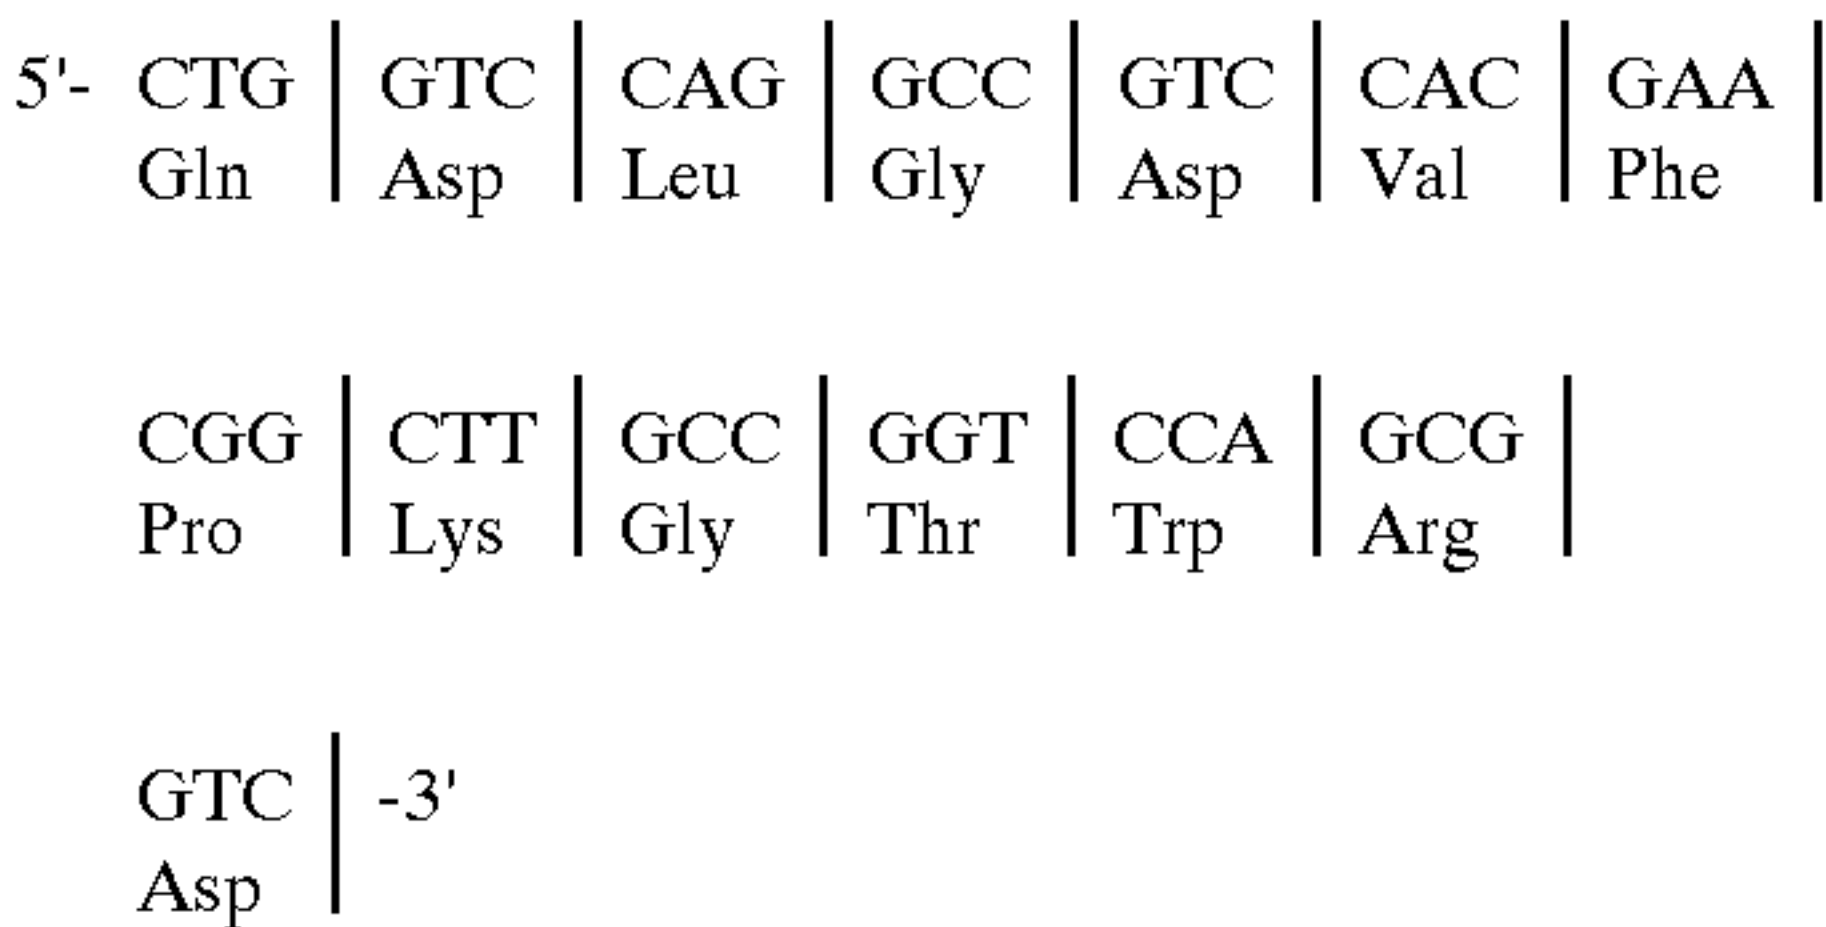 5'- CTG | GTC | CAG | GCC | GTC | CAC | GAA |
Gln | Asp | Leu | Gly | Asp | Val | Phe |
CGG | CTT | GCC | GGT | CCA | GCG |
Pro | Lys | Gly | Thr | Trp | Arg |
GTC | -3'
Asp |